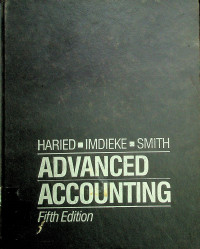 HARIED ▪ IMDIEKE ▪ SMITH
ADVANCED
ACCOUNTING
Fifth Edition